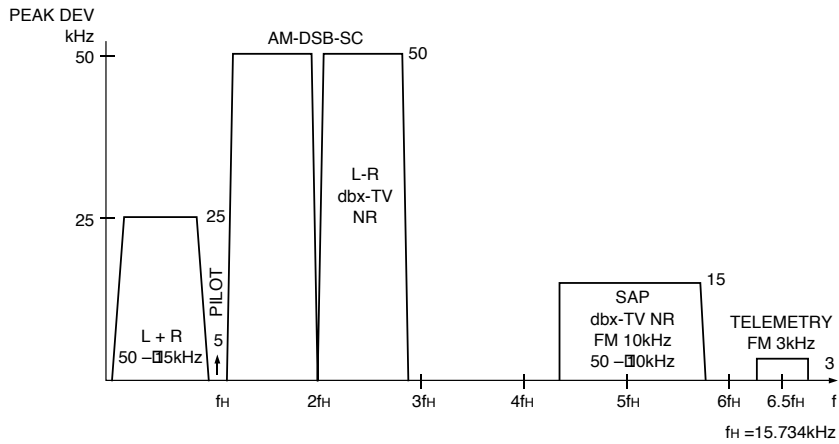 PEAK DEV
kHz
AM-DSB-SC
50
50
L-R
dbx-TV
NR
25
25
PILOT
5
L + R
50 – 15kHz
15
SAP
dbx-TV NR
FM 10kHz
50 – 10kHz
TELEMETRY
FM 3kHz
3
fH
2fH
3fH
4fH
5fH
6fH
6.5fH
f
fH =15.734kHz